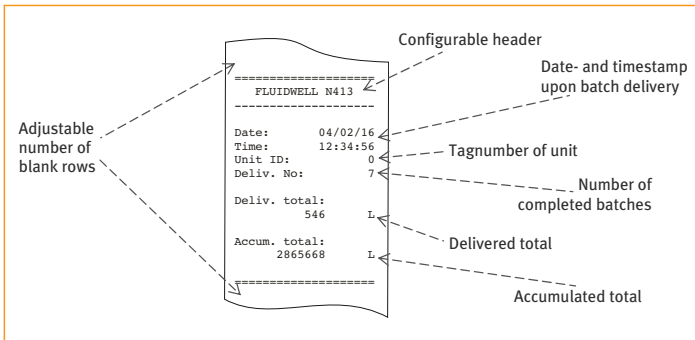 Configurable header
Date- and timestamp
upon batch delivery
Adjustable
number of
blank rows
==================
FLUIDWELL N413
--------------------
Date: 04/02/16
Time: 12:34:56
Unit ID: 0
Deliv. No: 7
Deliv. total:
546 L
Accum. total:
2865668 L
==================
Tagnumber of unit
Number of
completed batches
Delivered total
Accumulated total